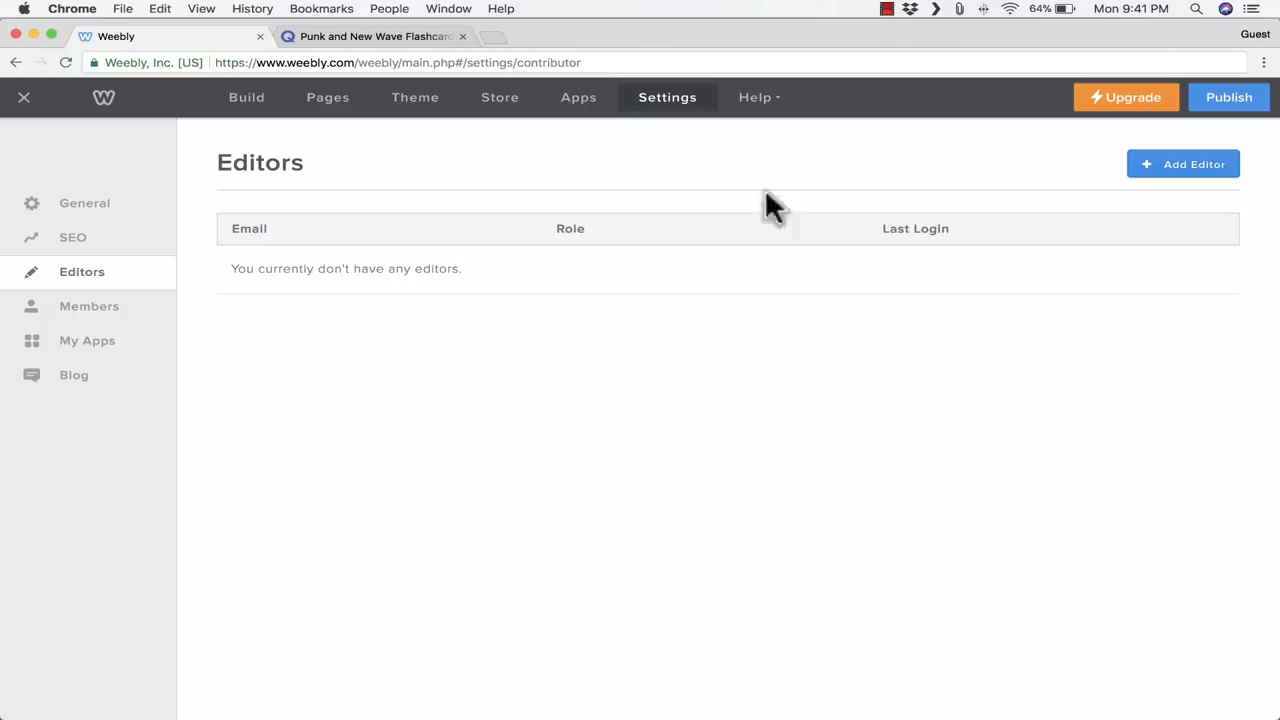 Chrome File Edit View History Bookmarks People Window Help 64% Mon 9:41 PM
Weebly Punk and New Wave Flashcard Guest
Weebly, Inc. [US] https://www.weebly.com/weebly/main.php#/settings/contributor
Build Pages Theme Store Apps Settings Help Upgrade Publish
Editors + Add Editor
General
SEO
Editors
Members
My Apps
Blog
Email Role Last Login
You currently don't have any editors.